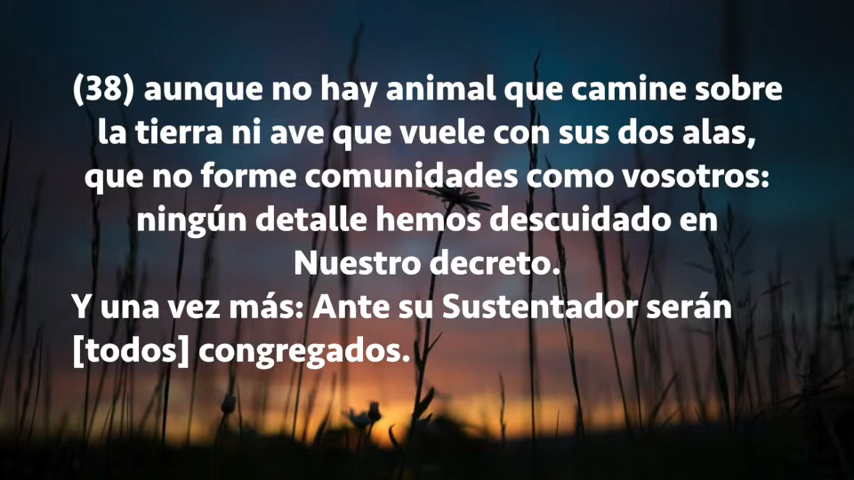 (38) aunque no hay animal que camine sobre
la tierra ni ave que vuele con sus dos alas,
que no forme comunidades como vosotros:
ningún detalle hemos descuidado en
Nuestro decreto.
Y una vez más: Ante su Sustentador serán
[todos] congregados.